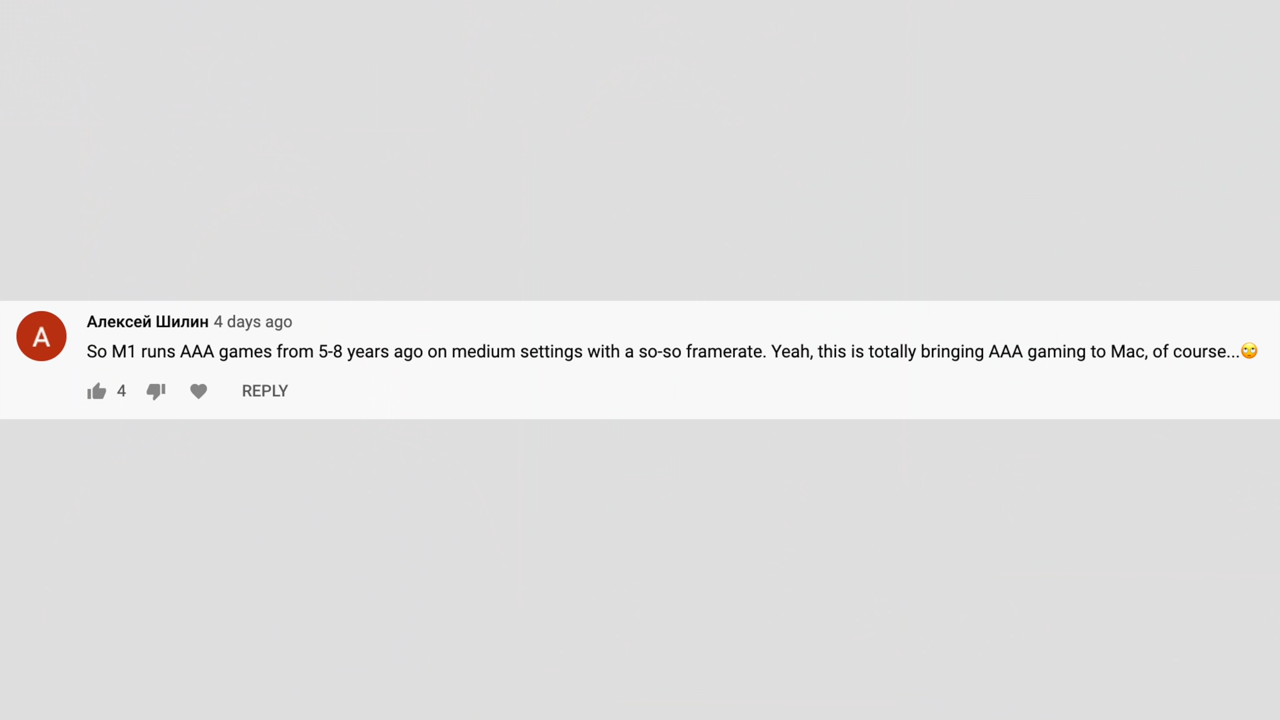 A
Алексей Шилин 4 days ago
So M1 runs AAA games from 5-8 years ago on medium settings with a so-so framerate. Yeah, this is totally bringing AAA gaming to Mac, of course...🙄
4 REPLY